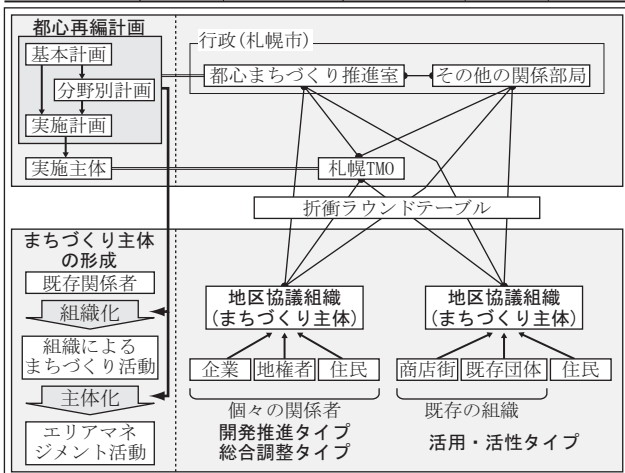 都心再編計画
基本計画
分野別計画
実施計画
実施主体
行政(札幌市)
都心まちづくり推進室
その他の関係部局
札幌TMO
折衝ラウンドテーブル
まちづくり主体
の形成
既存関係者
組織化
組織による
まちづくり活動
主体化
エリアマネ
ジメント活動
地区協議組織
(まちづくり主体)
企業
地権者
住民
個々の関係者
開発推進タイプ
総合調整タイプ
地区協議組織
(まちづくり主体)
商店街
既存団体
住民
既存の組織
活用・活性タイプ